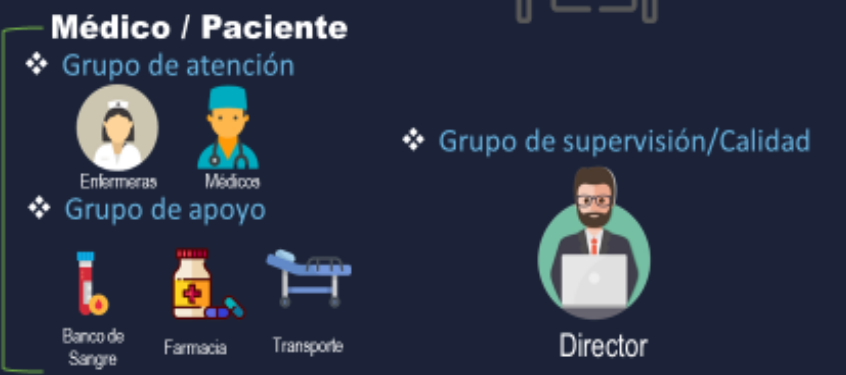 Médico / Paciente
Grupo de atención
Enfermeras
Médicos
Grupo de apoyo
Banco de
Sangre
Farmacia
Transporte
Grupo de supervisión/Calidad
Director